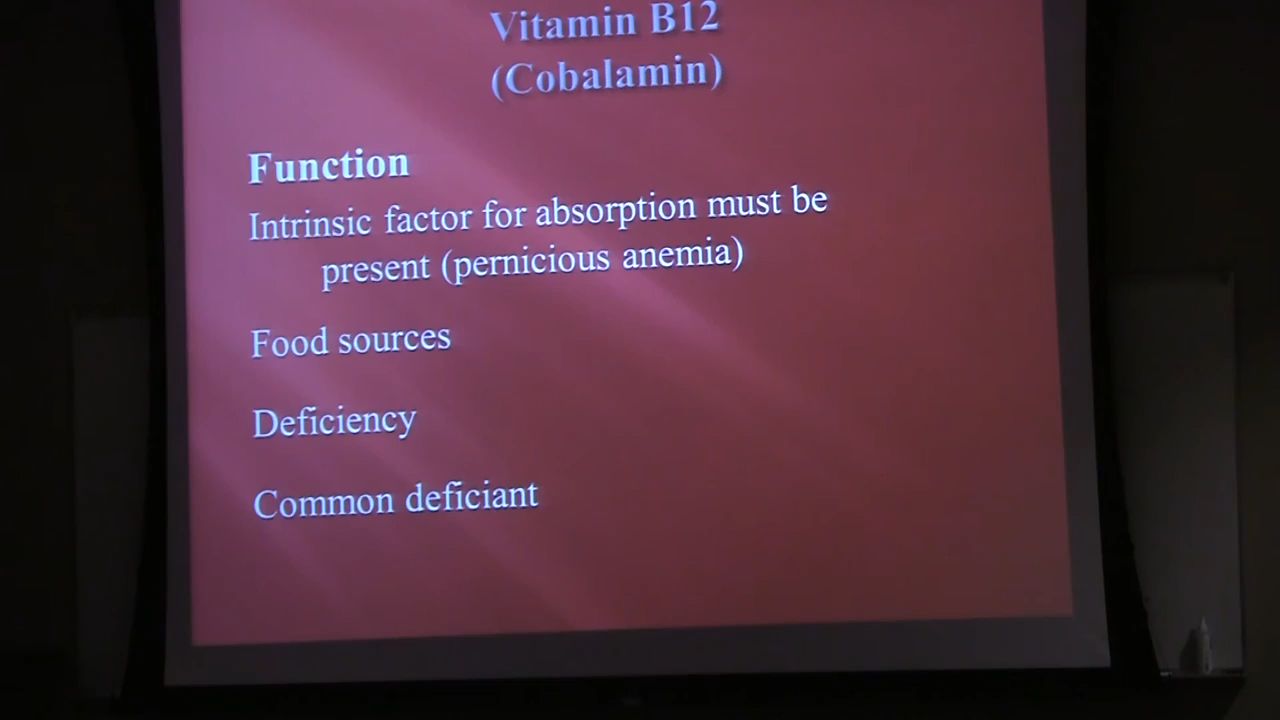 Vitamin B12
(Cobalamin)
Function
Intrinsic factor for absorption must be
present (pernicious anemia)
Food sources
Deficiency
Common deficiant